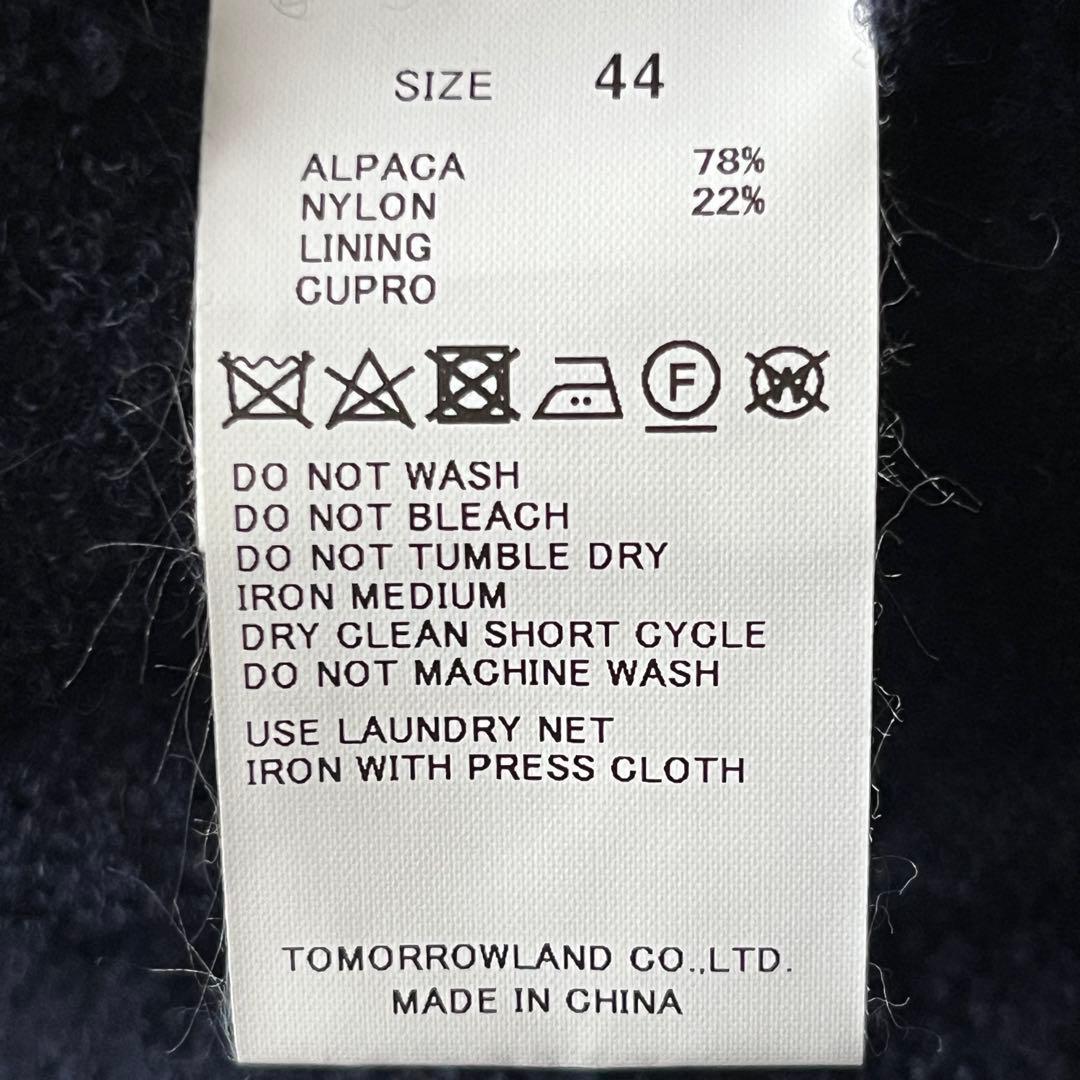 SIZE 44
ALPACA 78%
NYLON 22%
LINING
CUPRO
F W
DO NOT WASH
DO NOT BLEACH
DO NOT TUMBLE DRY
IRON MEDIUM
DRY CLEAN SHORT CYCLE
DO NOT MACHINE WASH
USE LAUNDRY NET
IRON WITH PRESS CLOTH
TOMORROWLAND CO.,LTD.
MADE IN CHINA